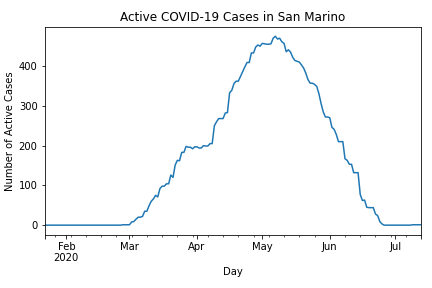 Active COVID-19 Cases in San Marino
Number of Active Cases
400
300
200
100
0
Feb Mar Apr May Jun Jul
2020
Day